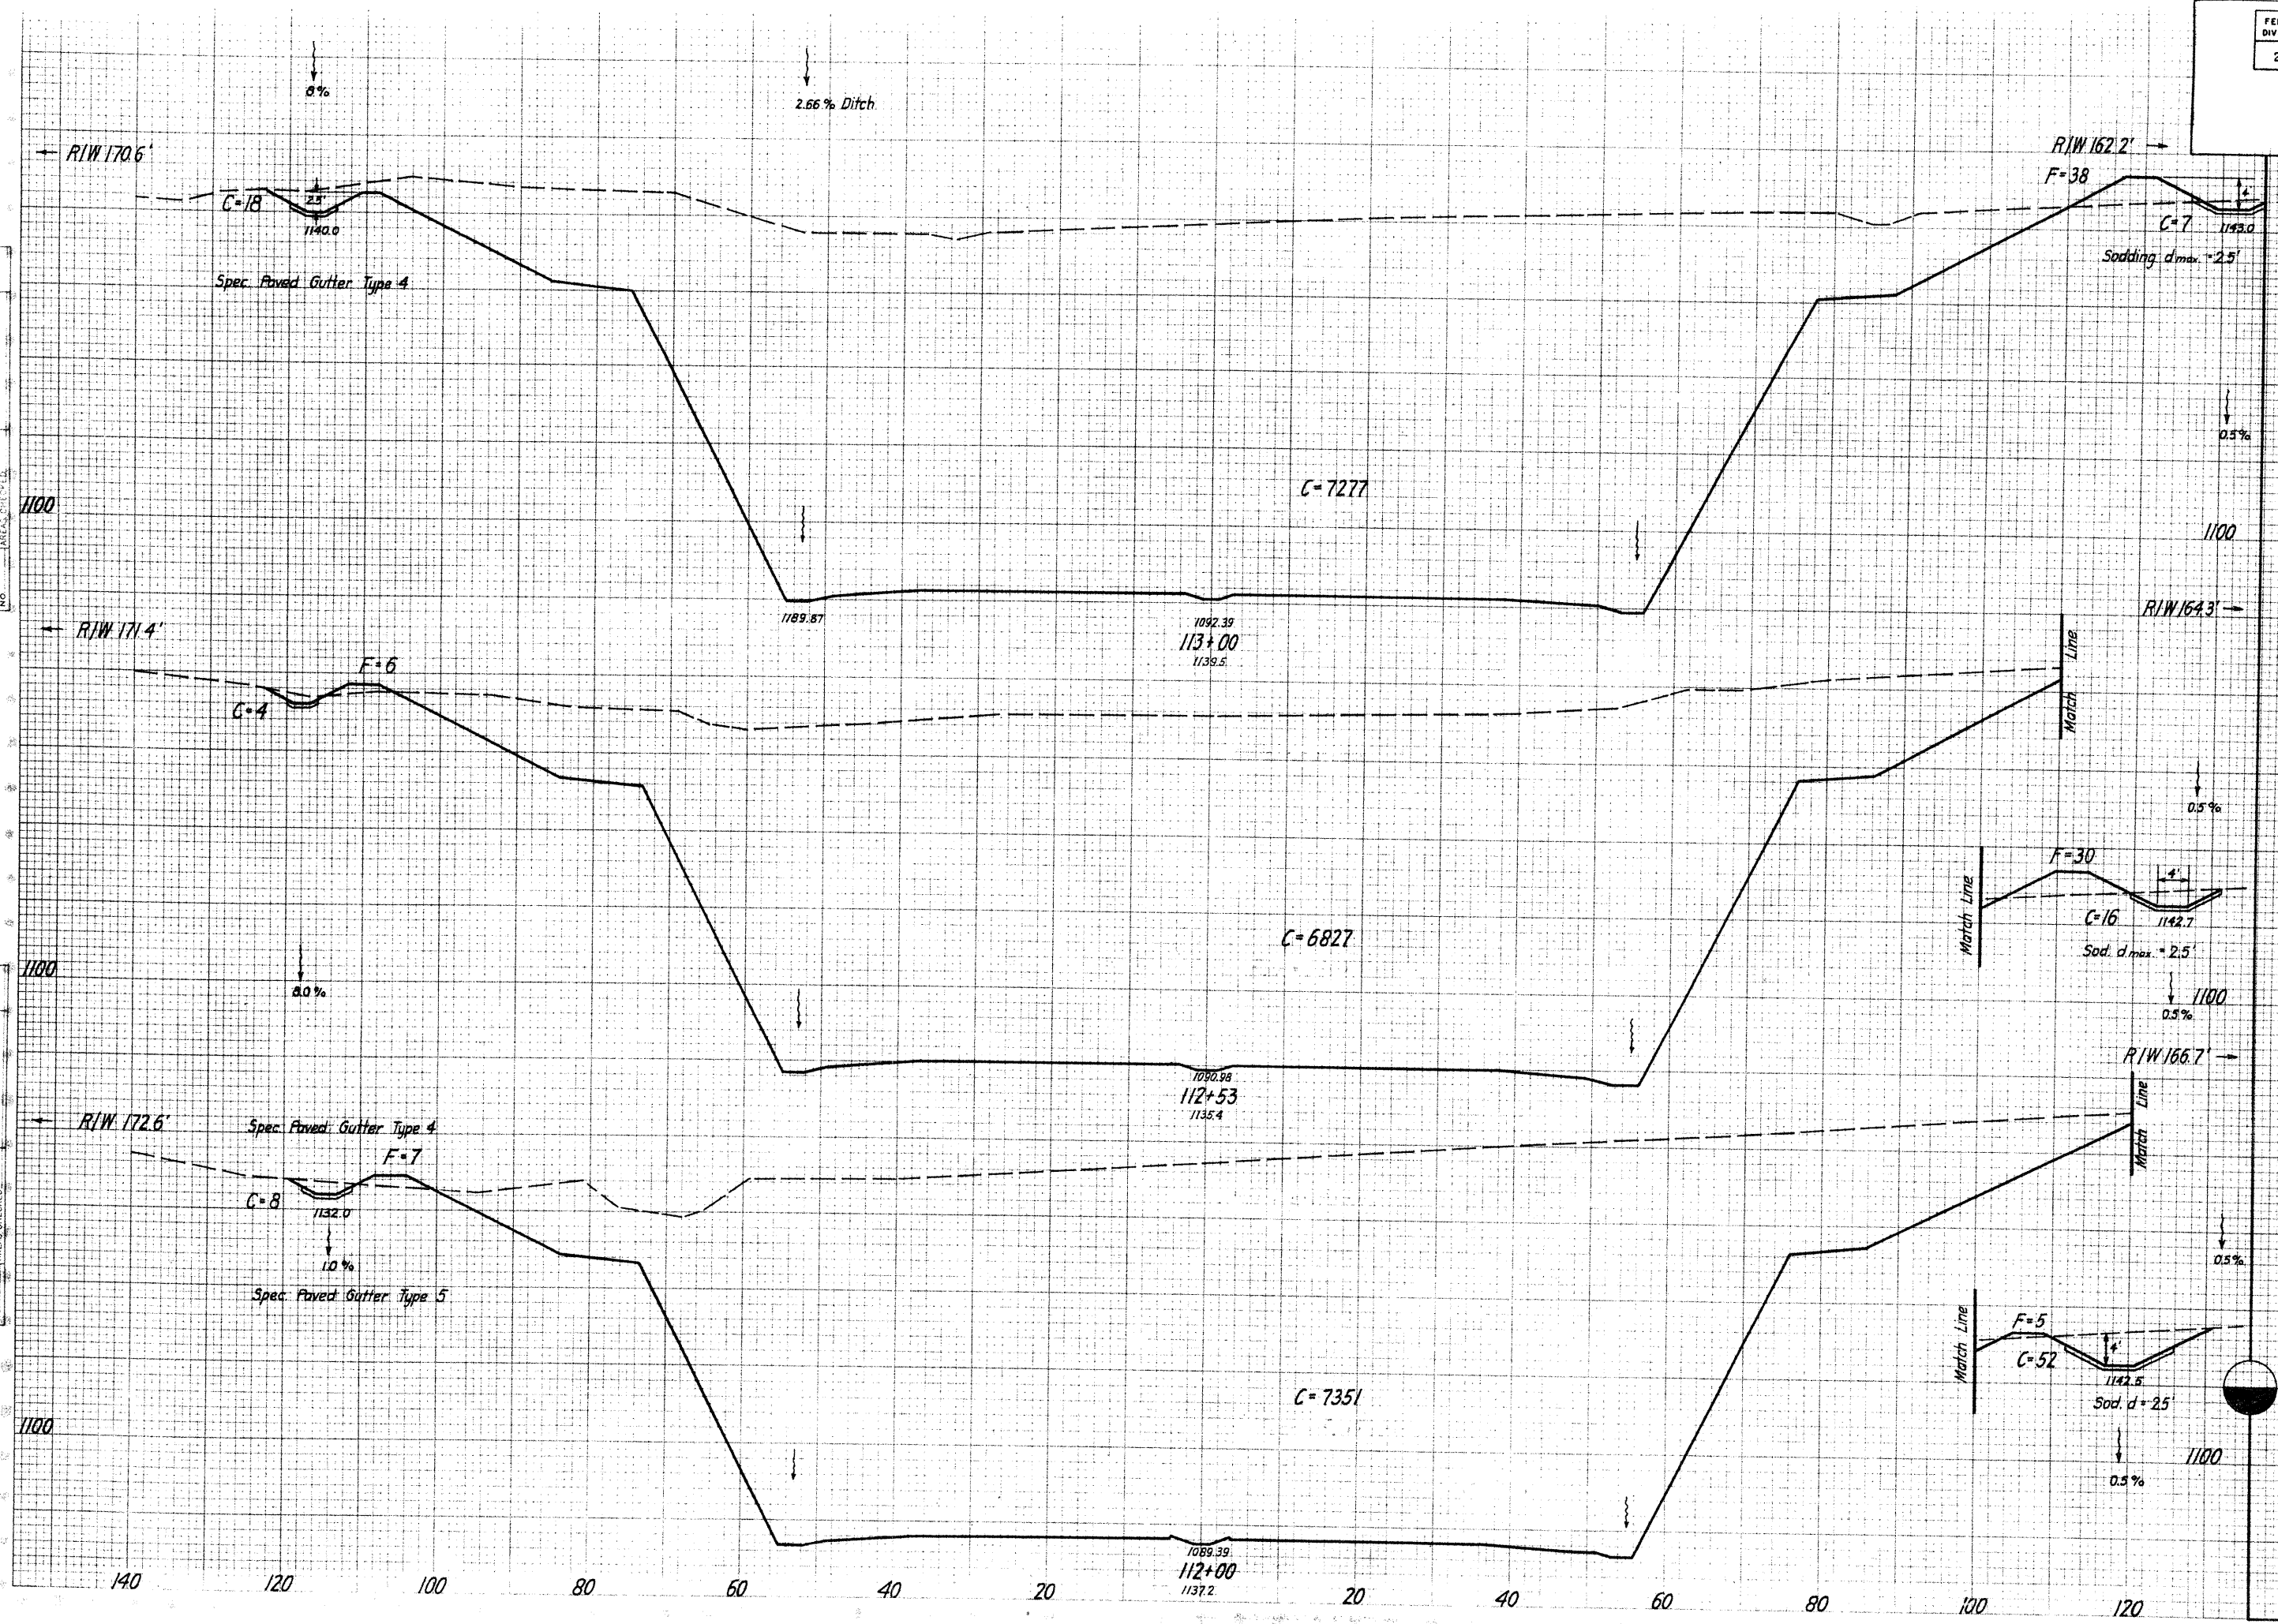 8%
2.66% Ditch
R/W 170.6'
R/W 162.2'
F=38
4
C=18
2.5'
1140.0
C=7
1143.0
Sodding d max. = 2.5'
Spec. Paved Gutter Type 4
0.5%
C=7277
1100
1100
1189.87
1092.39
113+00
1139.5
R/W 164.3'
R/W 171.4'
F=6
C=4
Match Line
0.5%
F=30
4'
Match Line
C=16
1142.7
Sod. d max. = 2.5'
C=6827
1100
8.0%
1100
0.5%
R/W 166.7'
1090.98
112+53
1135.4
Match Line
R/W 172.6'
Spec. Paved Gutter Type 4
F=7
C=8
1132.0
1.0%
Spec. Paved Gutter Type 5
0.5%
Match Line
F=5
4'
C=52
1142.5
Sod. d = 2.5'
C=7351
1100
1100
0.5%
1089.39
112+00
1137.2
140 120 100 80 60 40 20 20 40 60 80 100 120